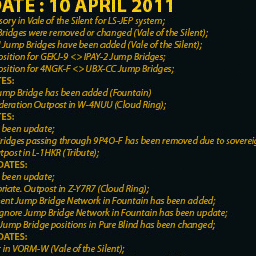 DATE : 10 APRIL 2011
sory in Vale of the Silent for LS-JEP system;
Bridges were removed or changed (Vale of the Silent);
Jump Bridges have been added (Vale of the Silent);
osition for GEKJ-9 <> IPAY-2 Jump Bridges;
osition for 4NGK-F <> UBX-CC Jump Bridges;
TES:
ump Bridge has been added (Fountain)
deration Outpost in W-4NUU (Cloud Ring);
TES:
been update;
ridges passing through 9P4O-F has been removed due to sovereig
tpost in L-1HKR (Tribute);
DATES:
been update;
riate. Outpost in Z-Y7R7 (Cloud Ring);
ent Jump Bridge Network in Fountain has been added;
gnore Jump Bridge Network in Fountain has been update;
Jump Bridge positions in Pure Blind has been changed;
DATES:
in VORM-W (Vale of the Silent);